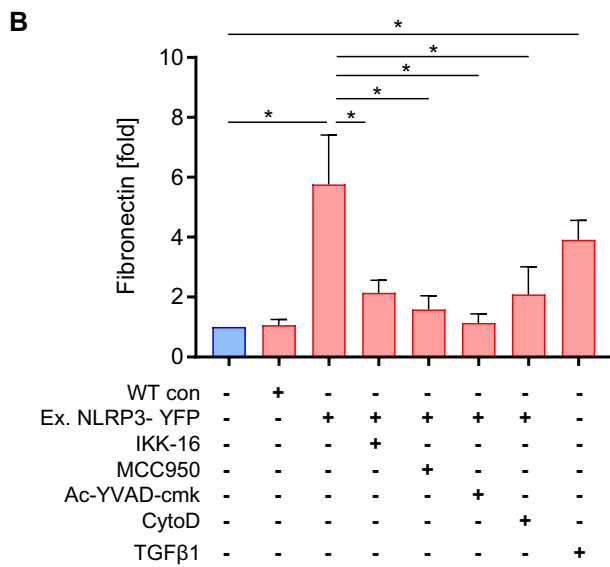 B
*
*
*
*
* *
10
8
6
4
2
0
Fibronectin [fold]
WT con - + - - - - - -
Ex. NLRP3- YFP - - + + + + + -
IKK-16 - - - + - - - -
MCC950 - - - - + - - -
Ac-YVAD-cmk - - - - - + - -
CytoD - - - - - - + -
TGFβ1 - - - - - - - +